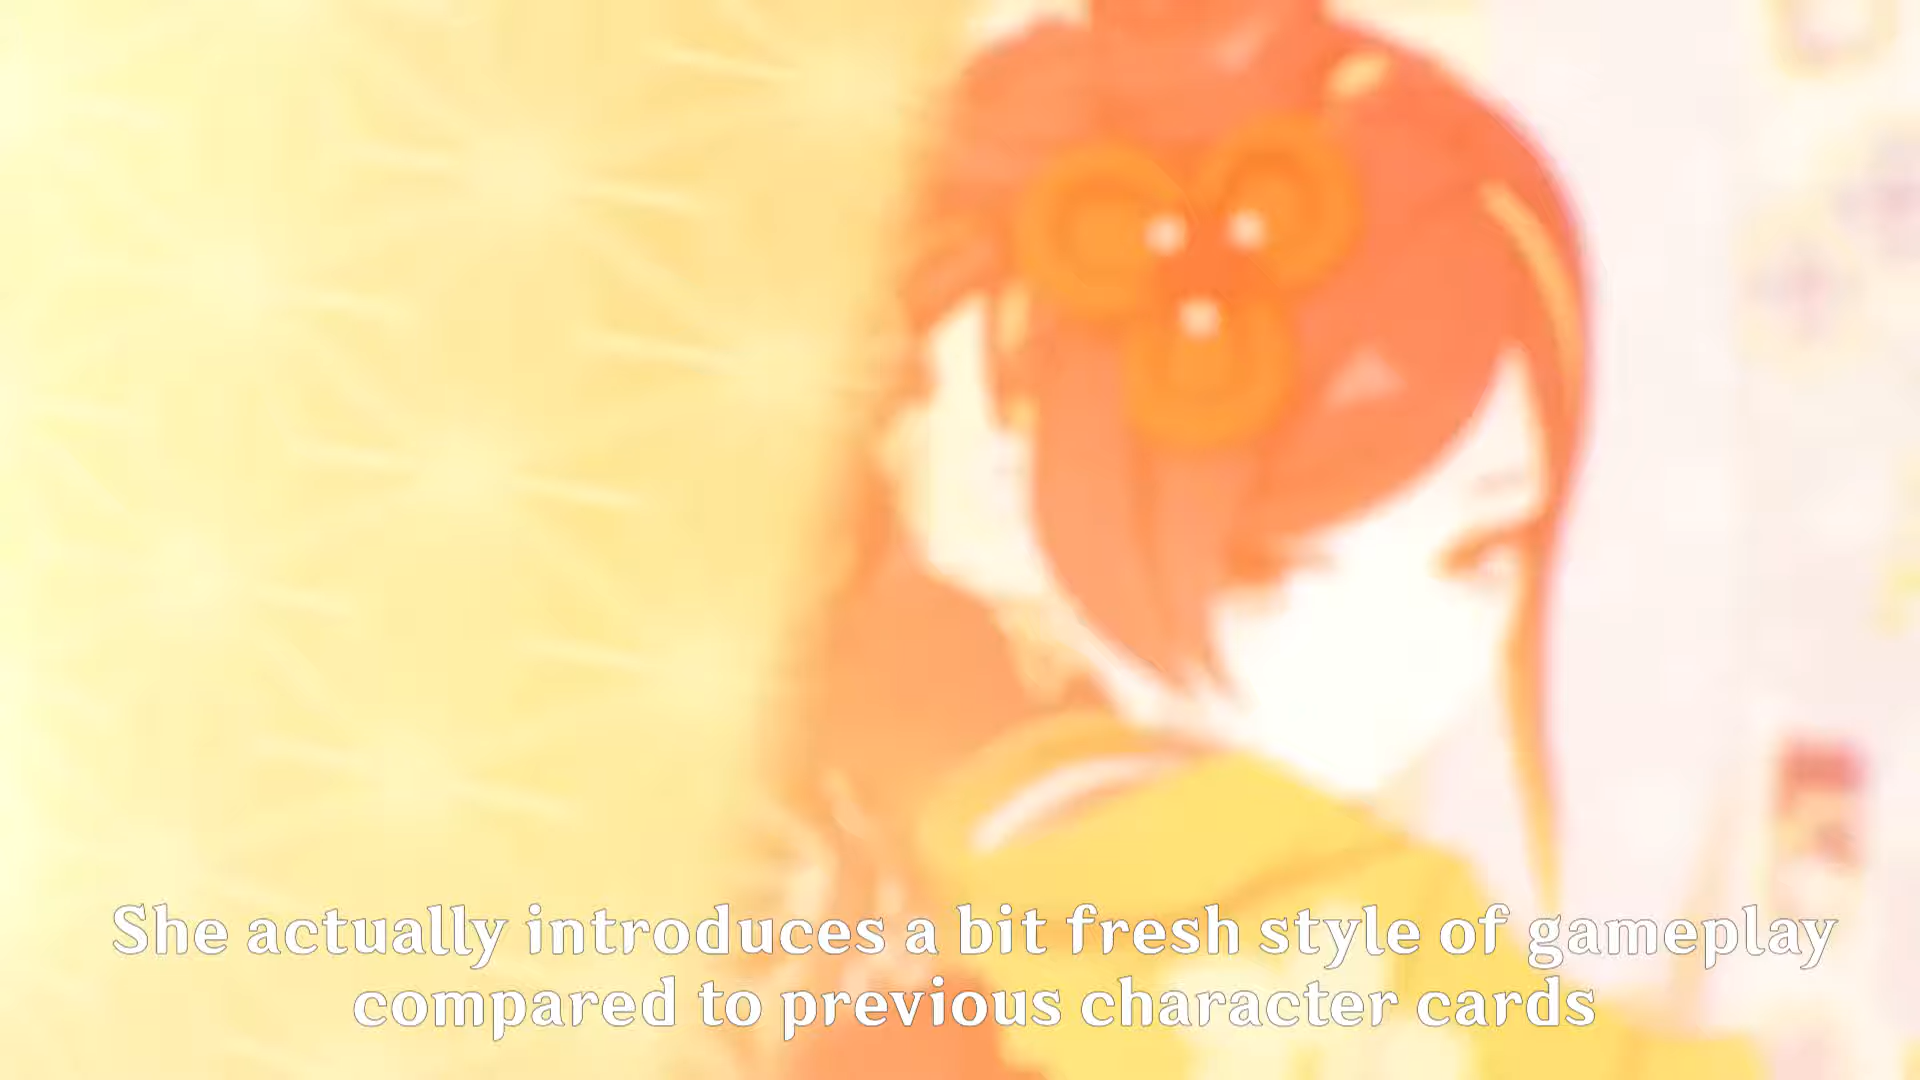 She actually introduces a bit fresh style of gameplay
compared to previous character cards